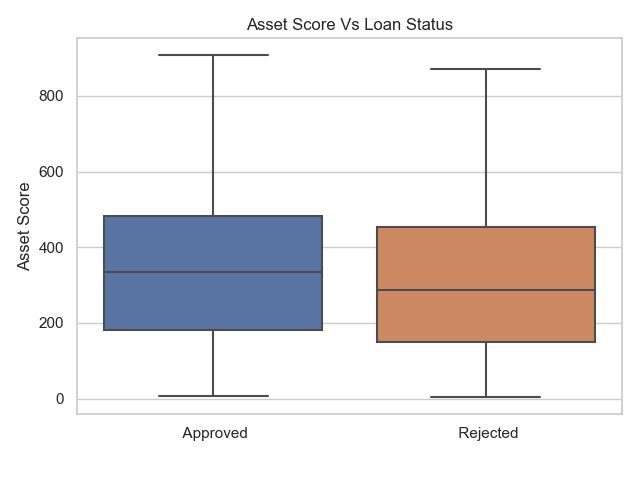 Asset Score Vs Loan Status
Asset Score
800
600
400
200
0
Approved
Rejected